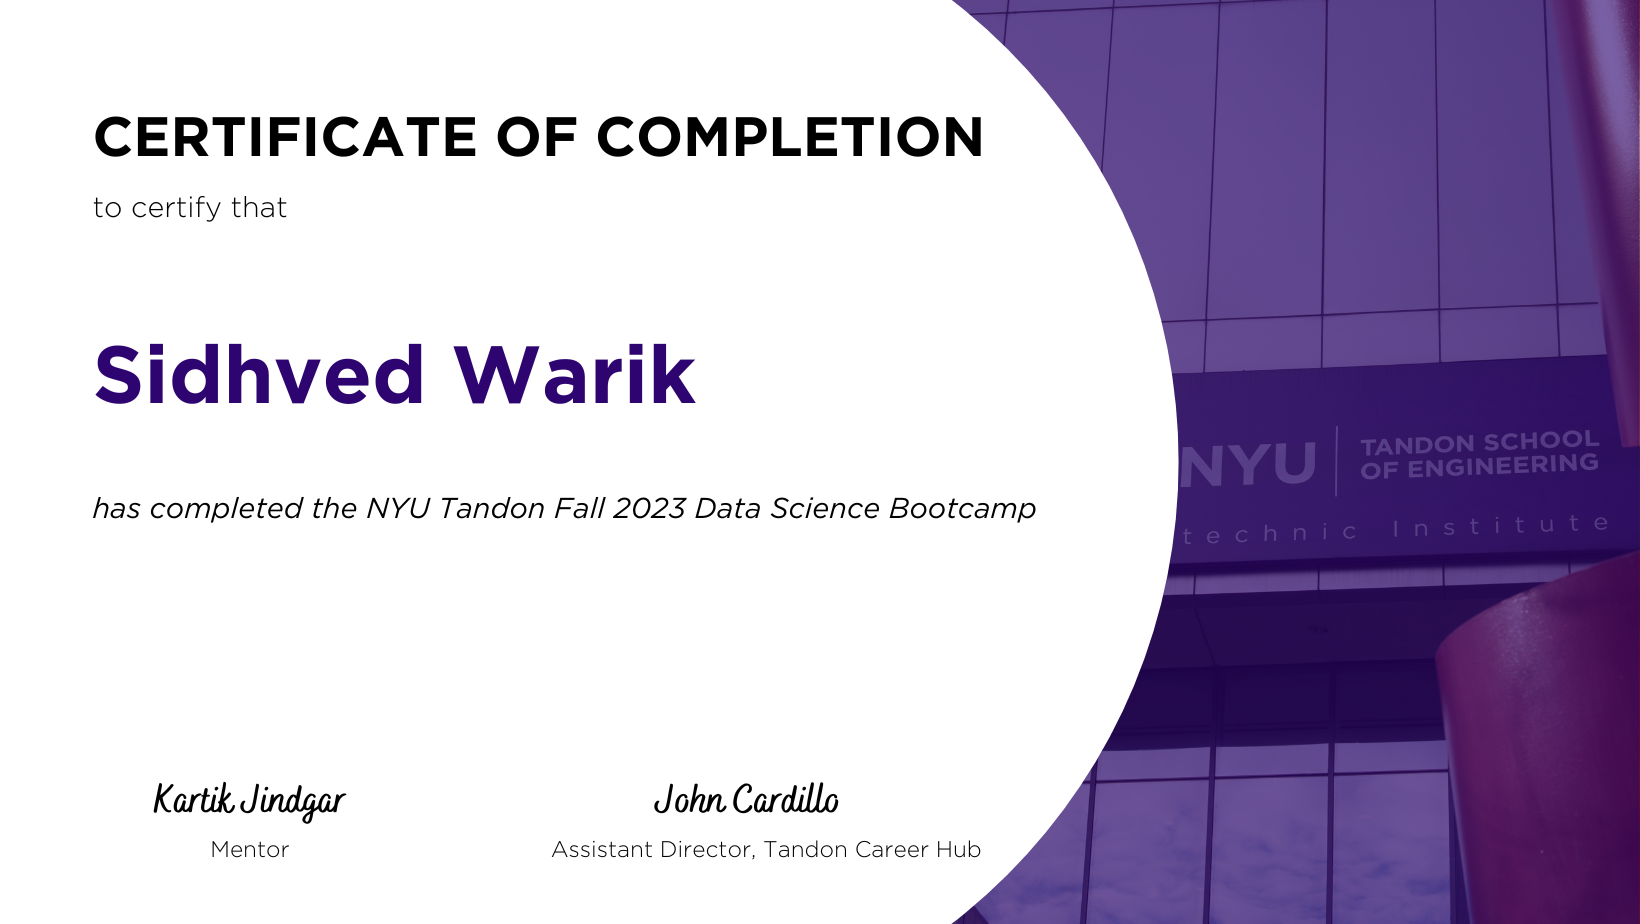 CERTIFICATE OF COMPLETION
to certify that
Sidhved Warik
has completed the NYU Tandon Fall 2023 Data Science Bootcamp
Kartik Jindgar
Mentor
John Cardillo
Assistant Director, Tandon Career Hub
NYU
TANDON SCHOOL
OF ENGINEERING
technic Institute